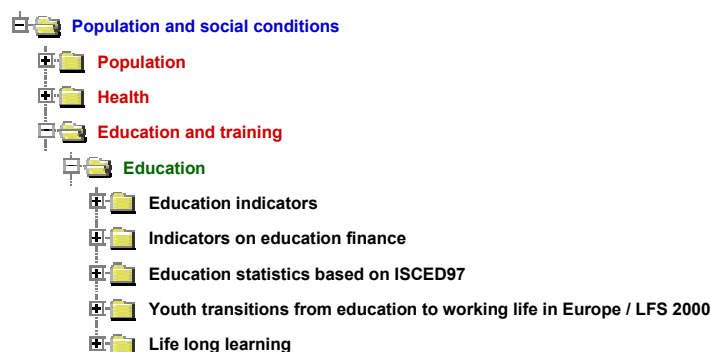 Population and social conditions
Population
Health
Education and training
Education
Education indicators
Indicators on education finance
Education statistics based on ISCED97
Youth transitions from education to working life in Europe / LFS 2000
Life long learning